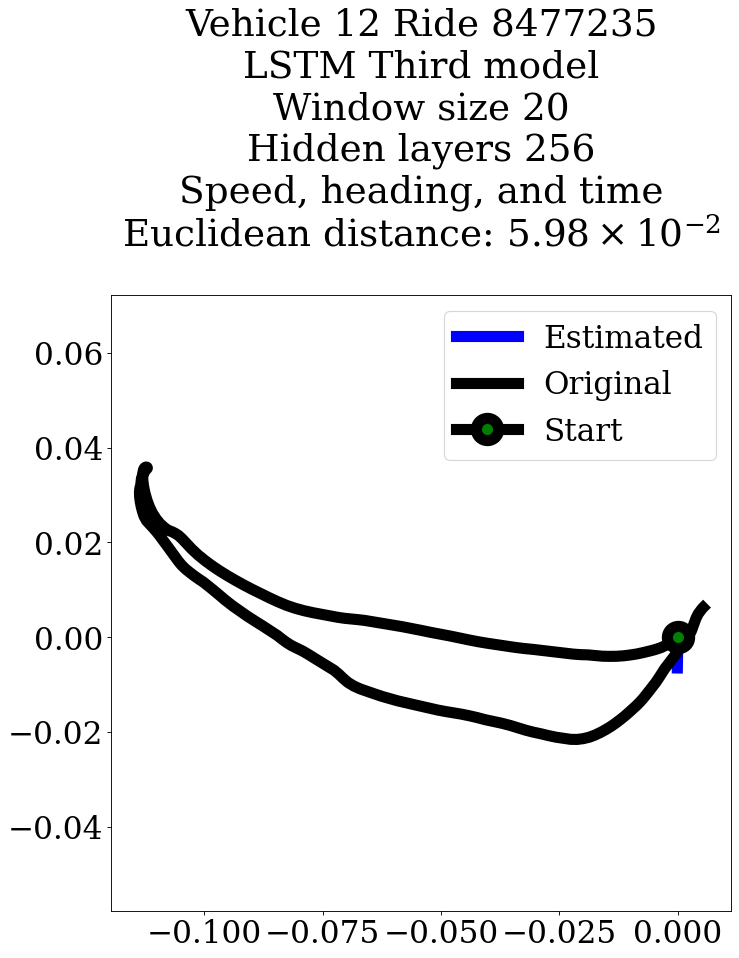 Vehicle 12 Ride 8477235
LSTM Third model
Window size 20
Hidden layers 256
Speed, heading, and time
Euclidean distance: 5.98 × 10⁻²
Estimated
Original
Start
0.06
0.04
0.02
0.00
−0.02
−0.04
−0.100 −0.075 −0.050 −0.025 0.000